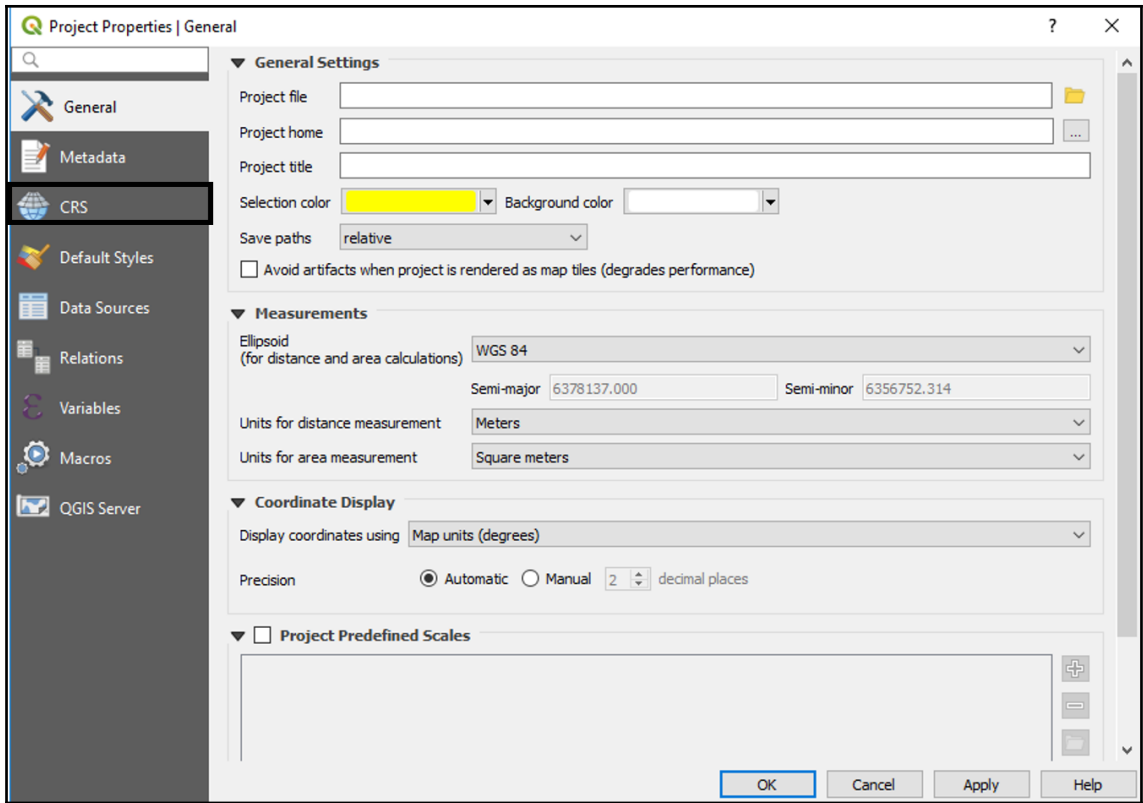 Project Properties | General
?
General
Metadata
CRS
Default Styles
Data Sources
Relations
Variables
Macros
QGIS Server
General Settings
Project file
Project home
...
Project title
Selection color
Background color
Save paths relative
Avoid artifacts when project is rendered as map tiles (degrades performance)
Measurements
Ellipsoid
(for distance and area calculations) WGS 84
Semi-major 6378137.000 Semi-minor 6356752.314
Units for distance measurement Meters
Units for area measurement Square meters
Coordinate Display
Display coordinates using Map units (degrees)
Precision Automatic Manual 2 decimal places
Project Predefined Scales
OK Cancel Apply Help